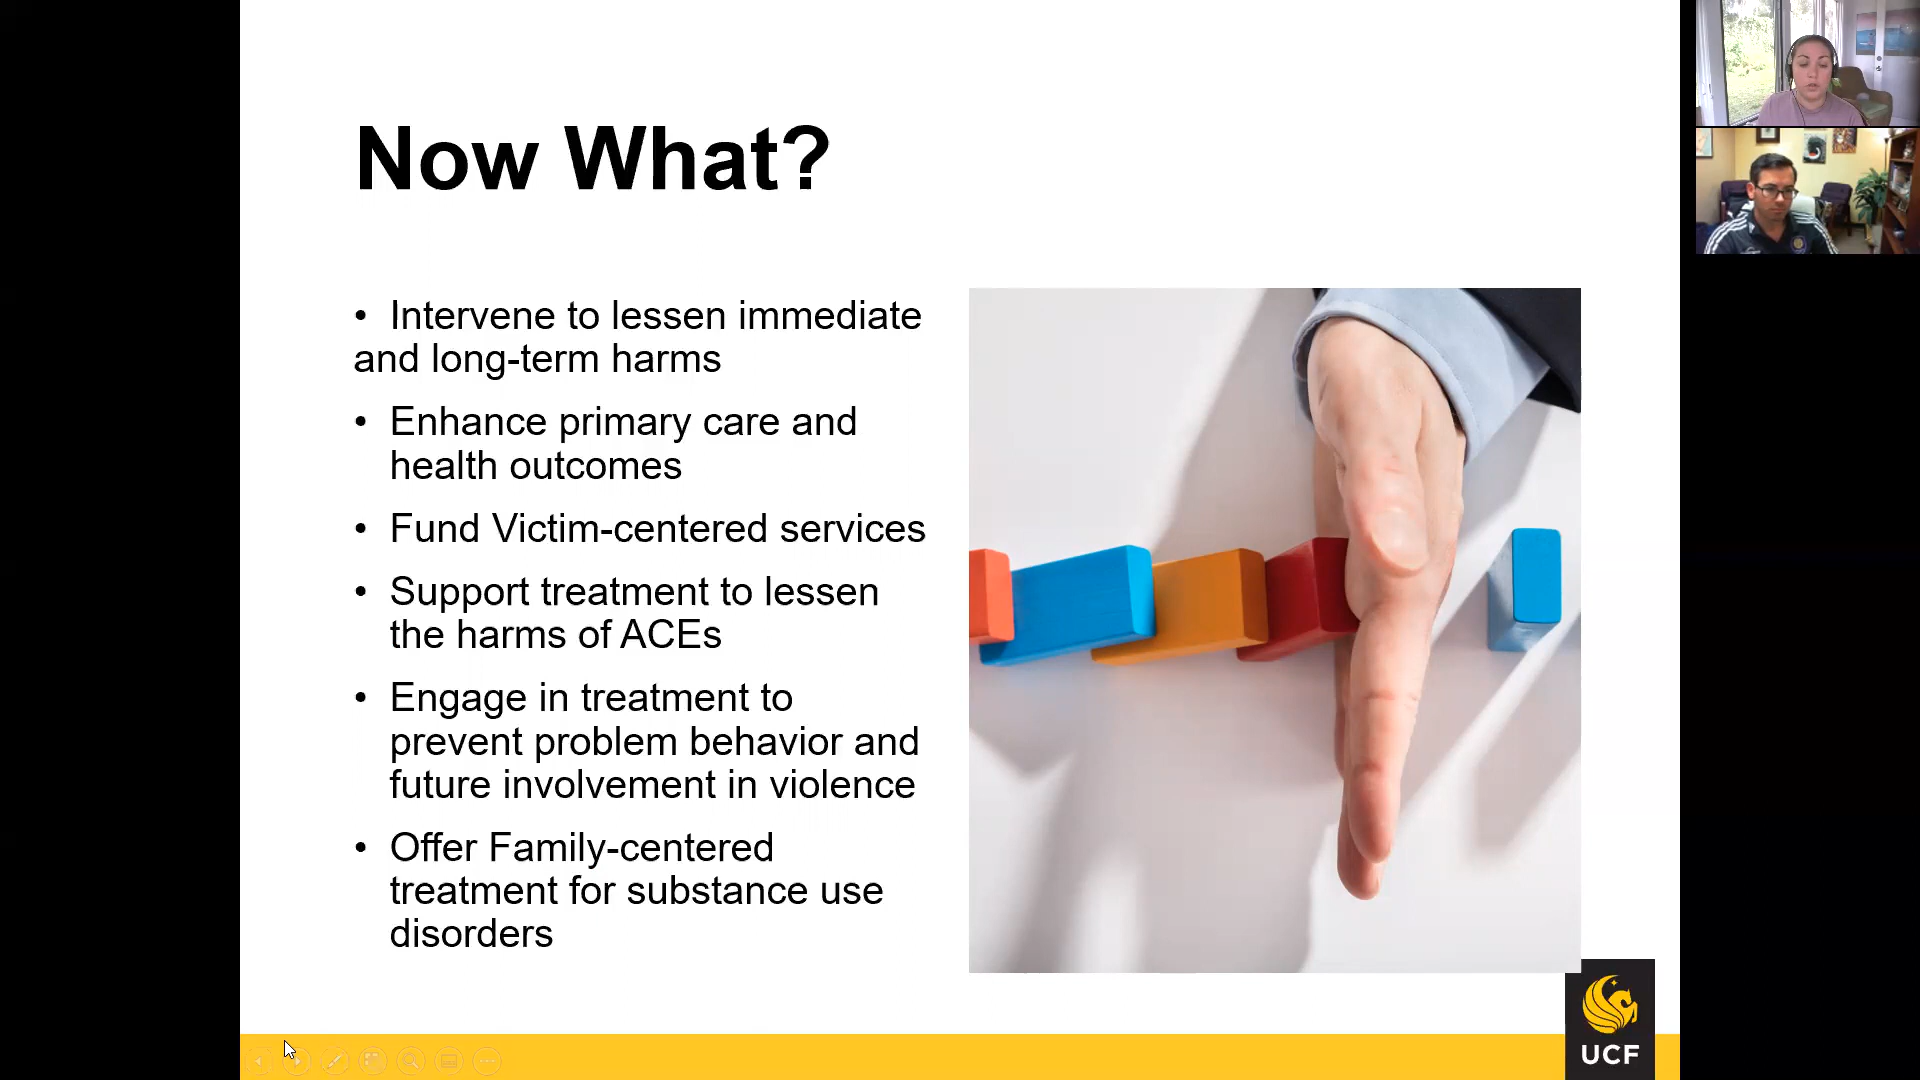 Now What?
• Intervene to lessen immediate
and long-term harms
• Enhance primary care and
health outcomes
• Fund Victim-centered services
• Support treatment to lessen
the harms of ACEs
• Engage in treatment to
prevent problem behavior and
future involvement in violence
• Offer Family-centered
treatment for substance use
disorders
UCF